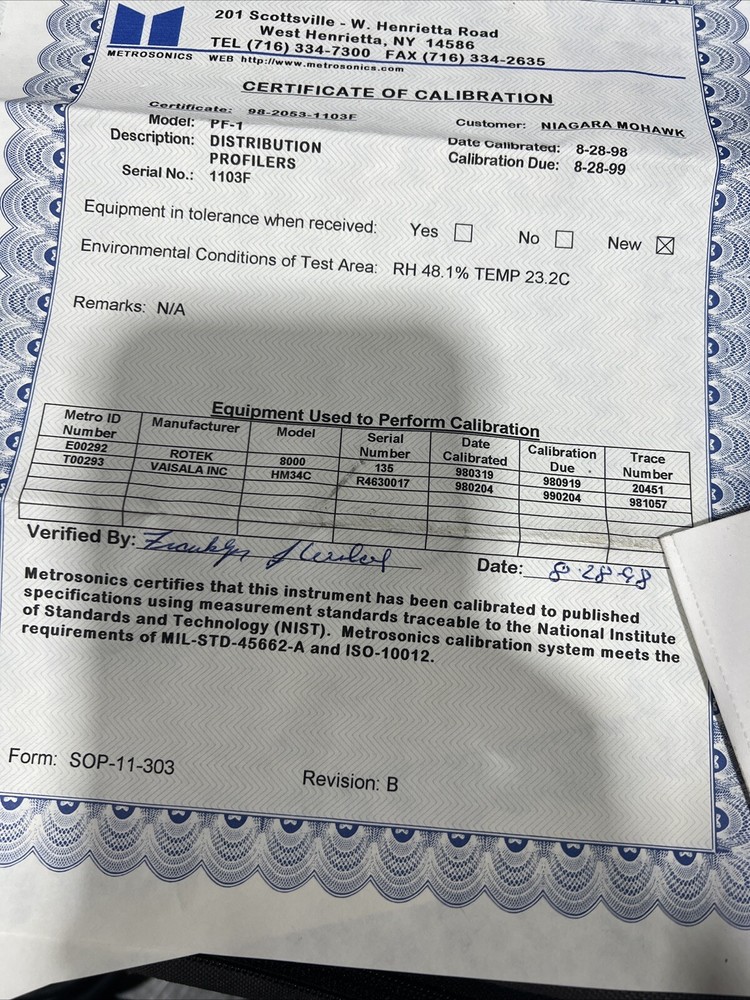 201 Scottsville - W. Henrietta Road
West Henrietta, NY 14586
TEL (716) 334-7300 FAX (716) 334-2635
METROSONICS WEB http://www.metrosonics.com
CERTIFICATE OF CALIBRATION
Certificate: 98-2053-1103F
Customer: NIAGARA MOHAWK
Model: PF-1
Date Calibrated: 8-28-98
Description: DISTRIBUTION
PROFILERS
Calibration Due: 8-28-99
Serial No.: 1103F
Equipment in tolerance when received: Yes No New
Environmental Conditions of Test Area: RH 48.1% TEMP 23.2C
Remarks: N/A
Equipment Used to Perform Calibration
Metro ID Number Manufacturer Model Serial Number Date Calibrated Calibration Due Trace Number
E00292 ROTEK 8000 135 980319 980919 20451
T00293 VAISALA INC HM34C R4630017 980204 990204 981057
Verified By: Date: 8-28-98
Metrosonics certifies that this instrument has been calibrated to published
specifications using measurement standards traceable to the National Institute
of Standards and Technology (NIST). Metrosonics calibration system meets the
requirements of MIL-STD-45662-A and ISO-10012.
Form: SOP-11-303
Revision: B